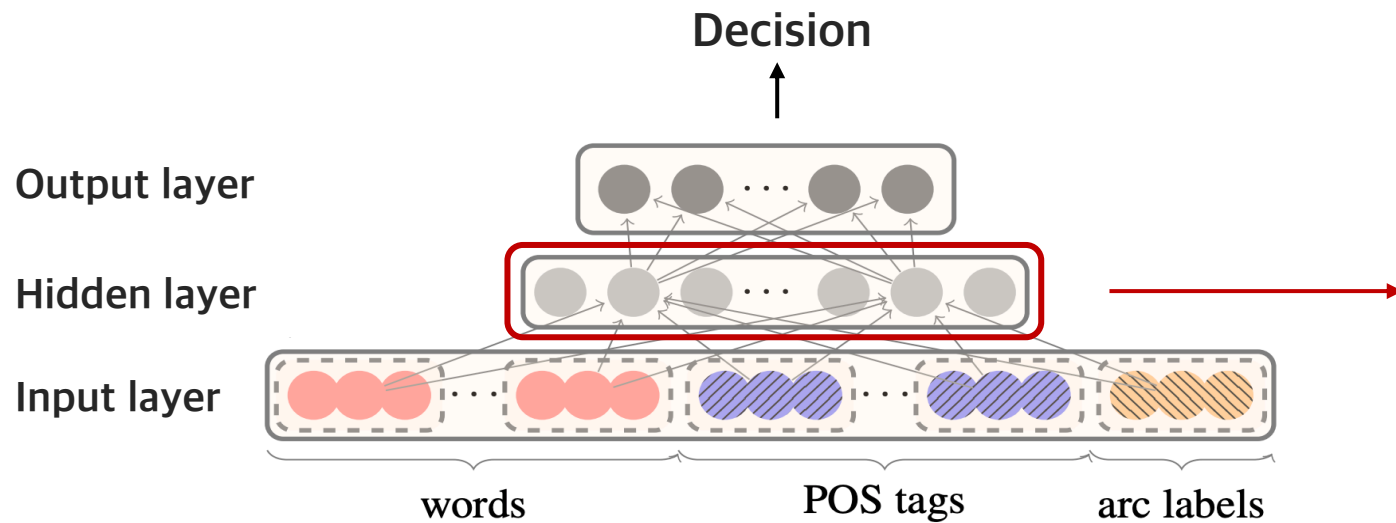 Decision
Output layer
· · ·
Hidden layer
· · ·
Input layer
· · ·
· · ·
words
POS tags
arc labels